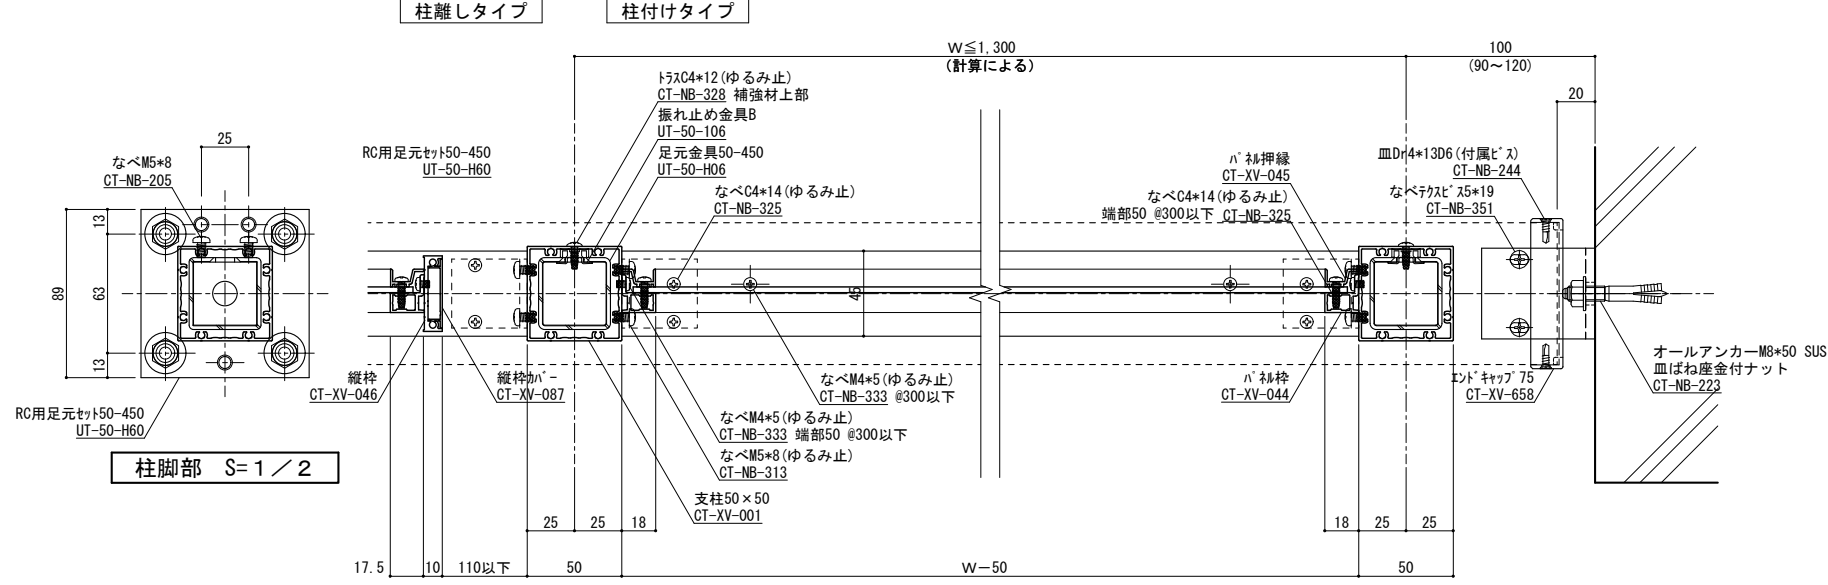 柱離しタイプ
柱付けタイプ
W≦1,300
(計算による)
100
(90～120)
20
トラスC4*12(ゆるみ止)
CT-NB-328 補強材上部
振れ止め金具B
UT-50-106
足元金具50-450
UT-50-H06
なべC4*14(ゆるみ止)
CT-NB-325
RC用足元セット50-450
UT-50-H60
25
なべM5*8
CT-NB-205
13
63
13
89
RC用足元セット50-450
UT-50-H60
柱脚部 S=1／2
パネル押縁
CT-XV-045
なべC4*14(ゆるみ止)
端部50 @300以下 CT-NB-325
皿Dr4*13D6(付属ビス)
CT-NB-244
なべテクスビス5*19
CT-NB-351
45
縦枠
CT-XV-046
縦枠カバー
CT-XV-087
なべM4*5(ゆるみ止)
CT-NB-333 @300以下
なべM4*5(ゆるみ止)
CT-NB-333 端部50 @300以下
なべM5*8(ゆるみ止)
CT-NB-313
支柱50×50
CT-XV-001
パネル枠
CT-XV-044
エンドキャップ75
CT-XV-658
オールアンカーM8*50 SUS
皿ばね座金付ナット
CT-NB-223
25
25
18
18
25
25
17.5
10
110以下
50
W－50
50